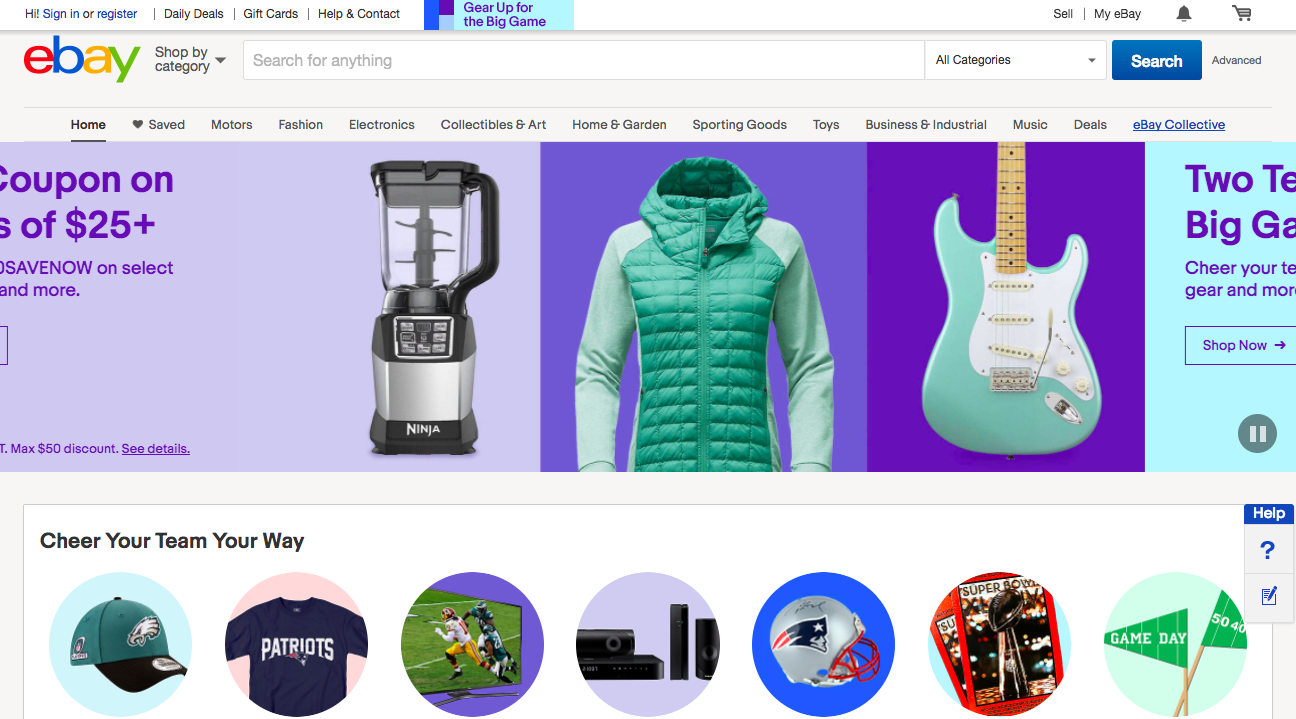 Hi! Sign in or register
Daily Deals
Gift Cards
Help & Contact
Gear Up for
the Big Game
Sell
My eBay
ebay
Shop by
category
Search for anything
All Categories
Search
Advanced
Home
Saved
Motors
Fashion
Electronics
Collectibles & Art
Home & Garden
Sporting Goods
Toys
Business & Industrial
Music
Deals
eBay Collective
Coupon on
s of $25+
0SAVENOW on select
and more.
T. Max $50 discount. See details.
NINJA
Two Te
Big Ga
Cheer your te
gear and mor
Shop Now →
Help
?
Cheer Your Team Your Way
PATRIOTS
SUPER BOWL
SU
GAME DAY
50 40